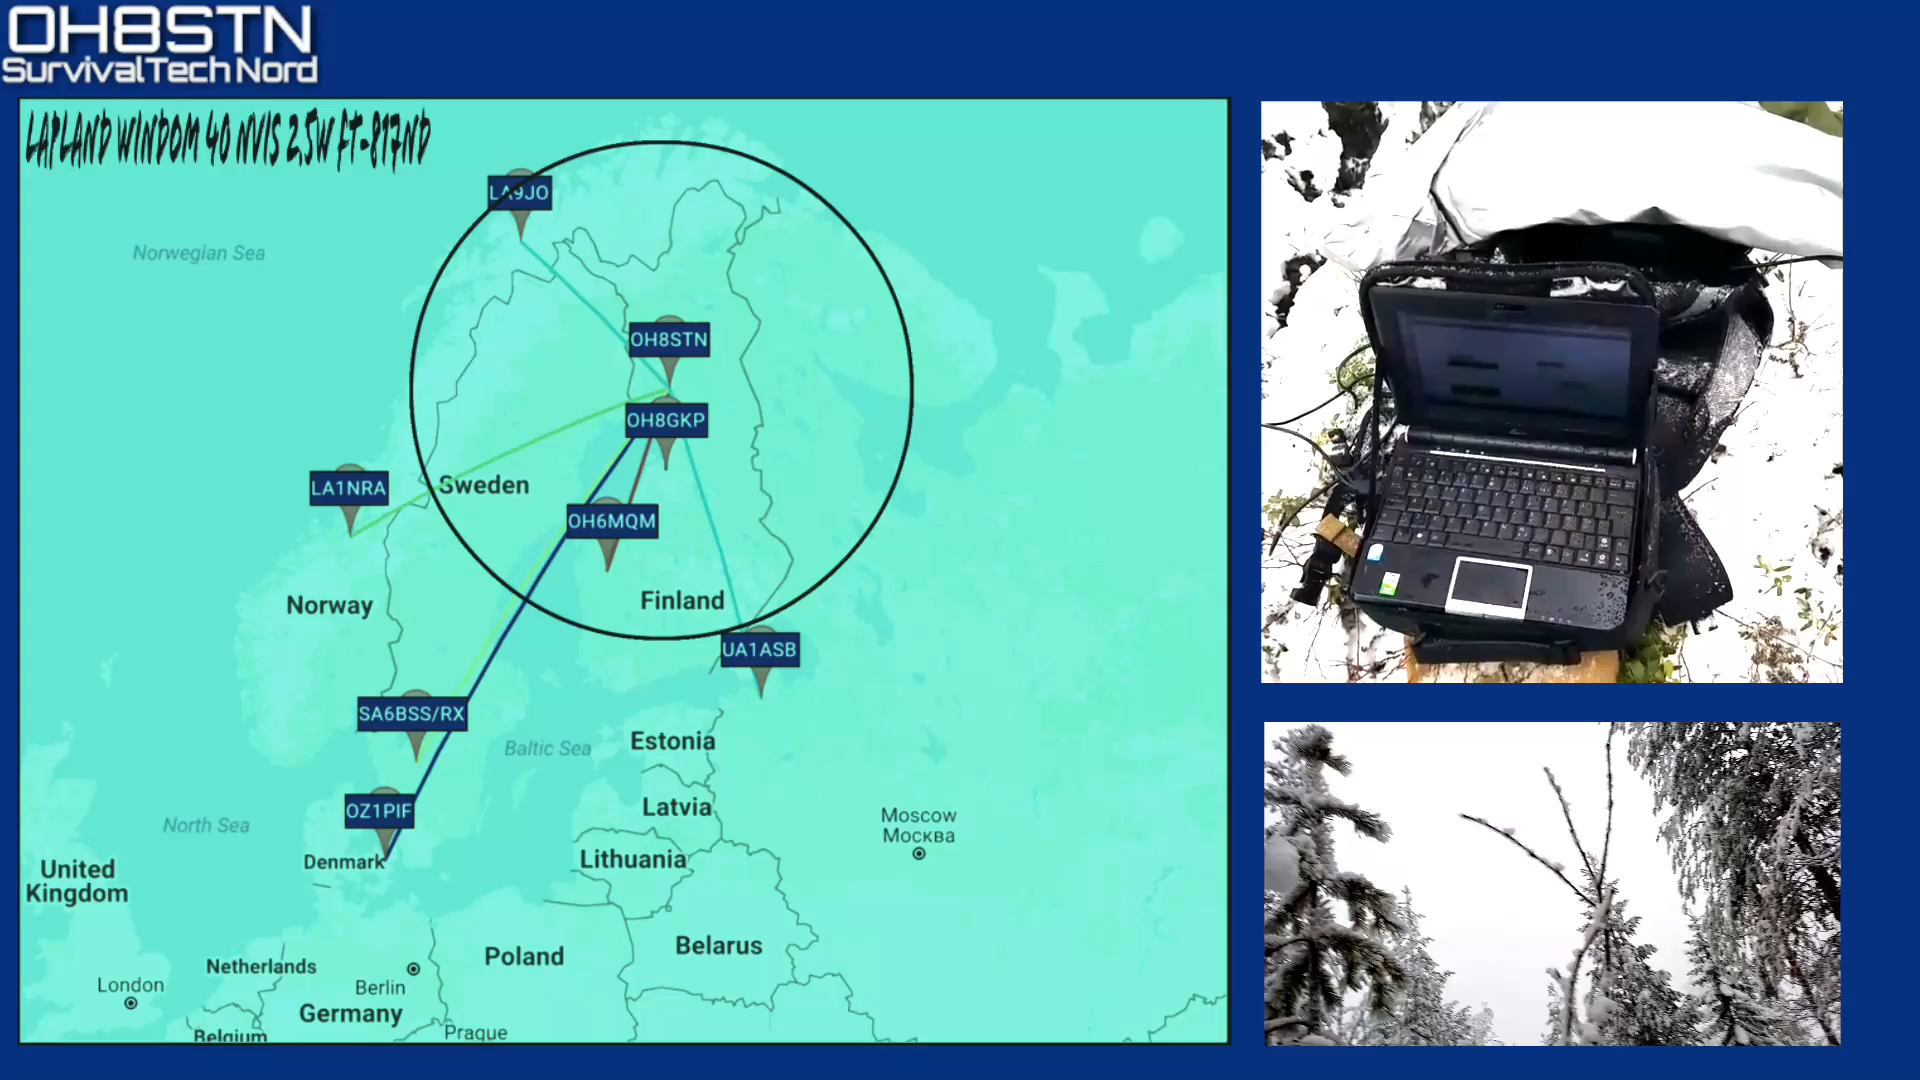 OH8STN
SurvivalTech Nord
LAPLAND WINDOM 40 NVIS 2,5W FT-817ND
LA9JO
Norwegian Sea
OH8STN
OH8GKP
LA1NRA
Sweden
OH6MQM
Norway
Finland
UA1ASB
SA6BSS/RX
Baltic Sea
Estonia
OZ1PIF
Latvia
North Sea
Moscow
Москва
Denmark
Lithuania
United
Kingdom
Poland
Belarus
Netherlands
London
Berlin
Germany
Prague
Belgium